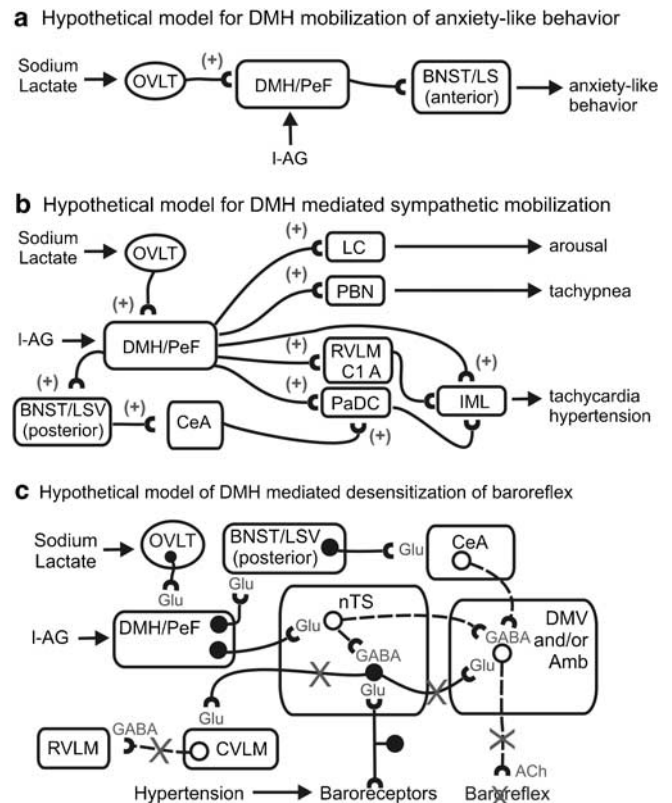 a Hypothetical model for DMH mobilization of anxiety-like behavior
Sodium
Lactate
OVLT
(+)
DMH/PeF
BNST/LS
(anterior)
anxiety-like
behavior
I-AG
b Hypothetical model for DMH mediated sympathetic mobilization
Sodium
Lactate
OVLT
(+)
I-AG
DMH/PeF
(+)
LC
arousal
(+)
PBN
tachypnea
(+)
RVLM
C1 A
(+)
PaDC
(+)
IML
tachycardia
hypertension
(+)
BNST/LSV
(posterior)
(+)
CeA
(+)
c Hypothetical model of DMH mediated desensitization of baroreflex
Sodium
Lactate
OVLT
Glu
BNST/LSV
(posterior)
Glu
CeA
Glu
I-AG
DMH/PeF
nTS
Glu
GABA
Glu
DMV
and/or
Amb
GABA
Glu
Glu
GABA
RVLM
CVLM
ACh
Hypertension
Baroreceptors
Baroreflex